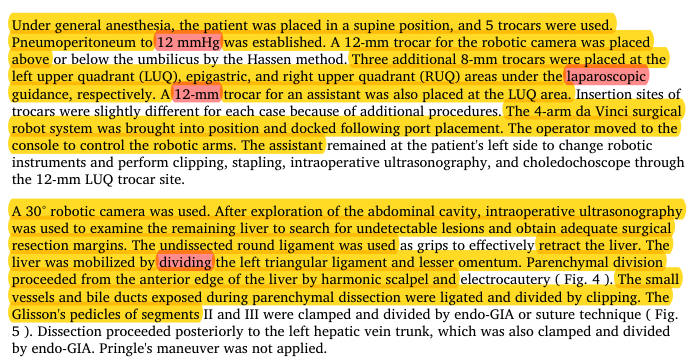 Under general anesthesia, the patient was placed in a supine position, and 5 trocars were used.
Pneumoperitoneum to 12 mmHg was established. A 12-mm trocar for the robotic camera was placed
above or below the umbilicus by the Hassen method. Three additional 8-mm trocars were placed at the
left upper quadrant (LUQ), epigastric, and right upper quadrant (RUQ) areas under the laparoscopic
guidance, respectively. A 12-mm trocar for an assistant was also placed at the LUQ area. Insertion sites of
trocars were slightly different for each case because of additional procedures. The 4-arm da Vinci surgical
robot system was brought into position and docked following port placement. The operator moved to the
console to control the robotic arms. The assistant remained at the patient's left side to change robotic
instruments and perform clipping, stapling, intraoperative ultrasonography, and choledochoscope through
the 12-mm LUQ trocar site.
A 30° robotic camera was used. After exploration of the abdominal cavity, intraoperative ultrasonography
was used to examine the remaining liver to search for undetectable lesions and obtain adequate surgical
resection margins. The undissected round ligament was used as grips to effectively retract the liver. The
liver was mobilized by dividing the left triangular ligament and lesser omentum. Parenchymal division
proceeded from the anterior edge of the liver by harmonic scalpel and electrocautery ( Fig. 4 ). The small
vessels and bile ducts exposed during parenchymal dissection were ligated and divided by clipping. The
Glisson's pedicles of segments II and III were clamped and divided by endo-GIA or suture technique ( Fig.
5 ). Dissection proceeded posteriorly to the left hepatic vein trunk, which was also clamped and divided
by endo-GIA. Pringle's maneuver was not applied.